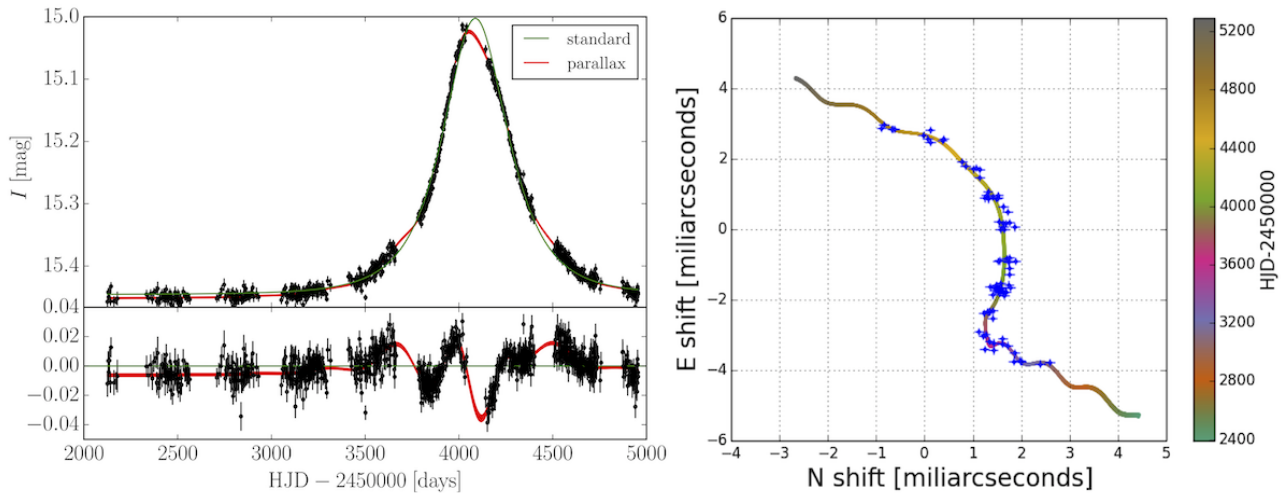 15.0
15.1
15.2
15.3
15.4
I [mag]
standard
parallax
0.04
0.02
0.00
−0.02
−0.04
2000 2500 3000 3500 4000 4500 5000
HJD − 2450000 [days]
6
4
2
0
−2
−4
−6
E shift [miliarcseconds]
−4 −3 −2 −1 0 1 2 3 4 5
N shift [miliarcseconds]
5200
4800
4400
4000
3600
3200
2800
2400
HJD-2450000